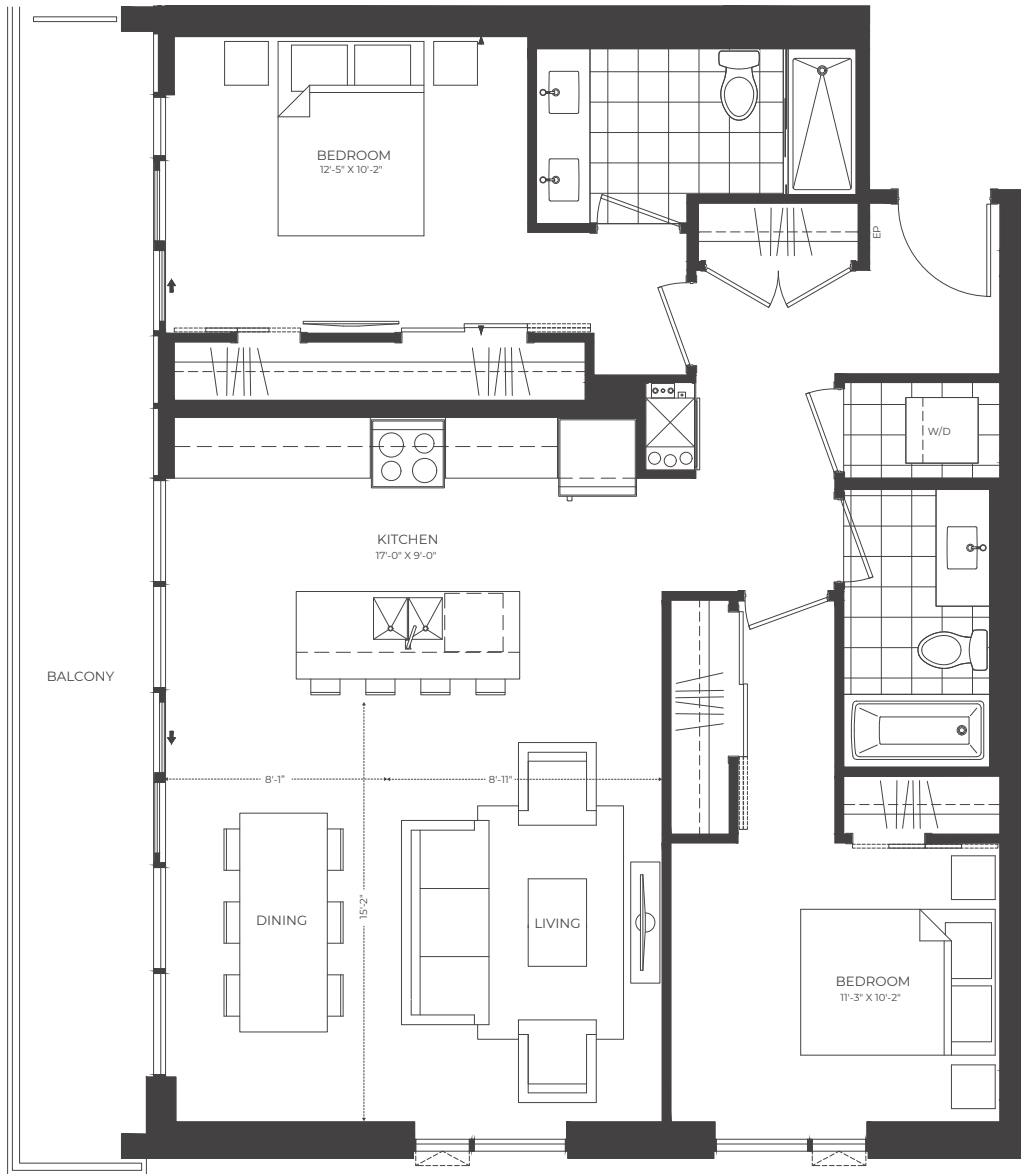 BEDROOM
12'-5" X 10'-2"
EP
W/D
KITCHEN
17'-0" X 9'-0"
BALCONY
8'-1"
8'-11"
15'-2"
DINING
LIVING
BEDROOM
11'-3" X 10'-2"